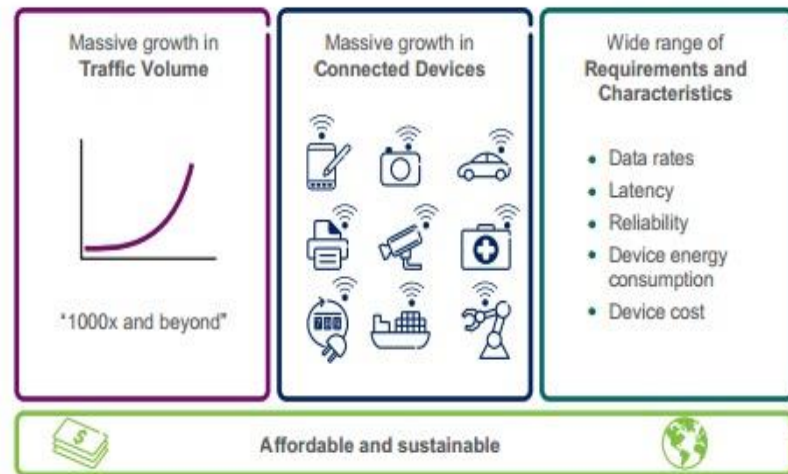 Massive growth in
Traffic Volume
"1000x and beyond"
Massive growth in
Connected Devices
Wide range of
Requirements and
Characteristics
• Data rates
• Latency
• Reliability
• Device energy
consumption
• Device cost
$
Affordable and sustainable